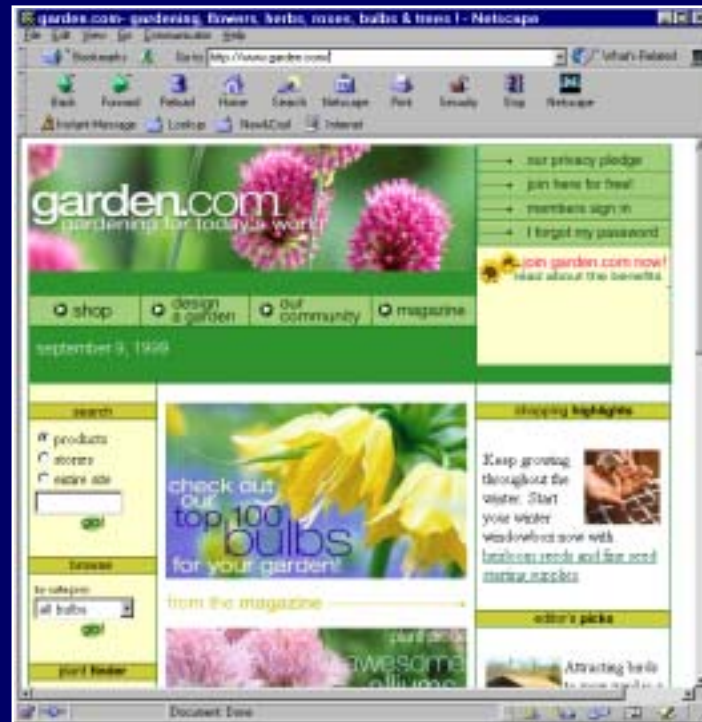 garden.com- gardening, flowers, herbs, roses, bulbs & trees ! - Netscape
File Edit View Go Communicator Help
Bookmarks Go to: http://www.garden.com/ What's Related
Back Forward Reload Home Search Netscape Print Security Stop Netscape
Instant Message Lookup New&Cool Internet
garden.com
gardening for today's world
our privacy pledge
join here for free!
members sign in
I forgot my password
join garden.com now!
read about the benefits
shop
design
a garden
our
community
magazine
september 9, 1999
search
products
stories
entire site
go!
browse
by category
all bulbs
go!
plant finder
check out
our
top 100
bulbs
for your garden!
from the magazine
awesome
alliums
shopping highlights
Keep growing
throughout the
winter. Start
your winter
windowbox now with
heirloom seeds and fine seed
starting supplies
editor's picks
Attracting birds
Document: Done